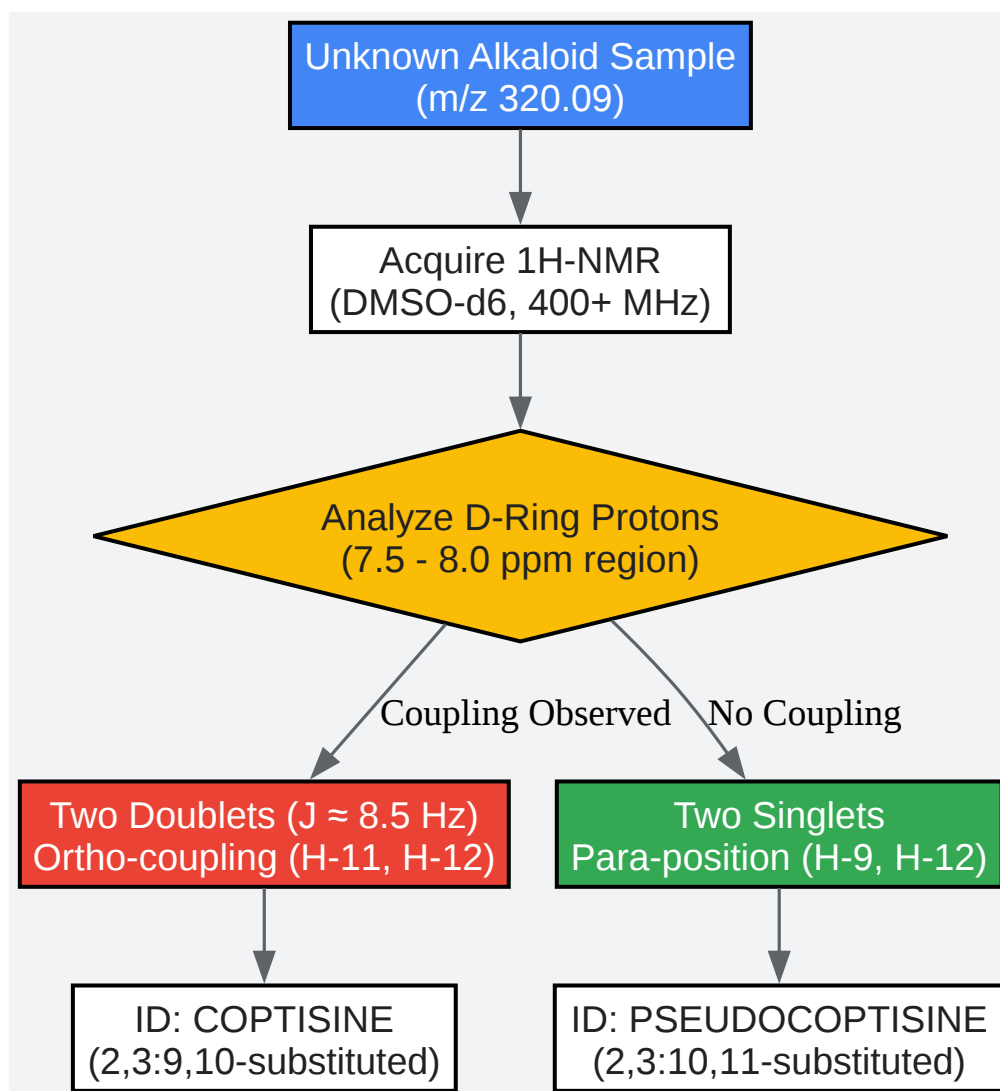 Unknown Alkaloid Sample
(m/z 320.09)
Acquire 1H-NMR
(DMSO-d6, 400+ MHz)
Analyze D-Ring Protons
(7.5 - 8.0 ppm region)
Coupling Observed
No Coupling
Two Doublets (J ≈ 8.5 Hz)
Ortho-coupling (H-11, H-12)
Two Singlets
Para-position (H-9, H-12)
ID: COPTISINE
(2,3:9,10-substituted)
ID: PSEUDOCOPTISINE
(2,3:10,11-substituted)